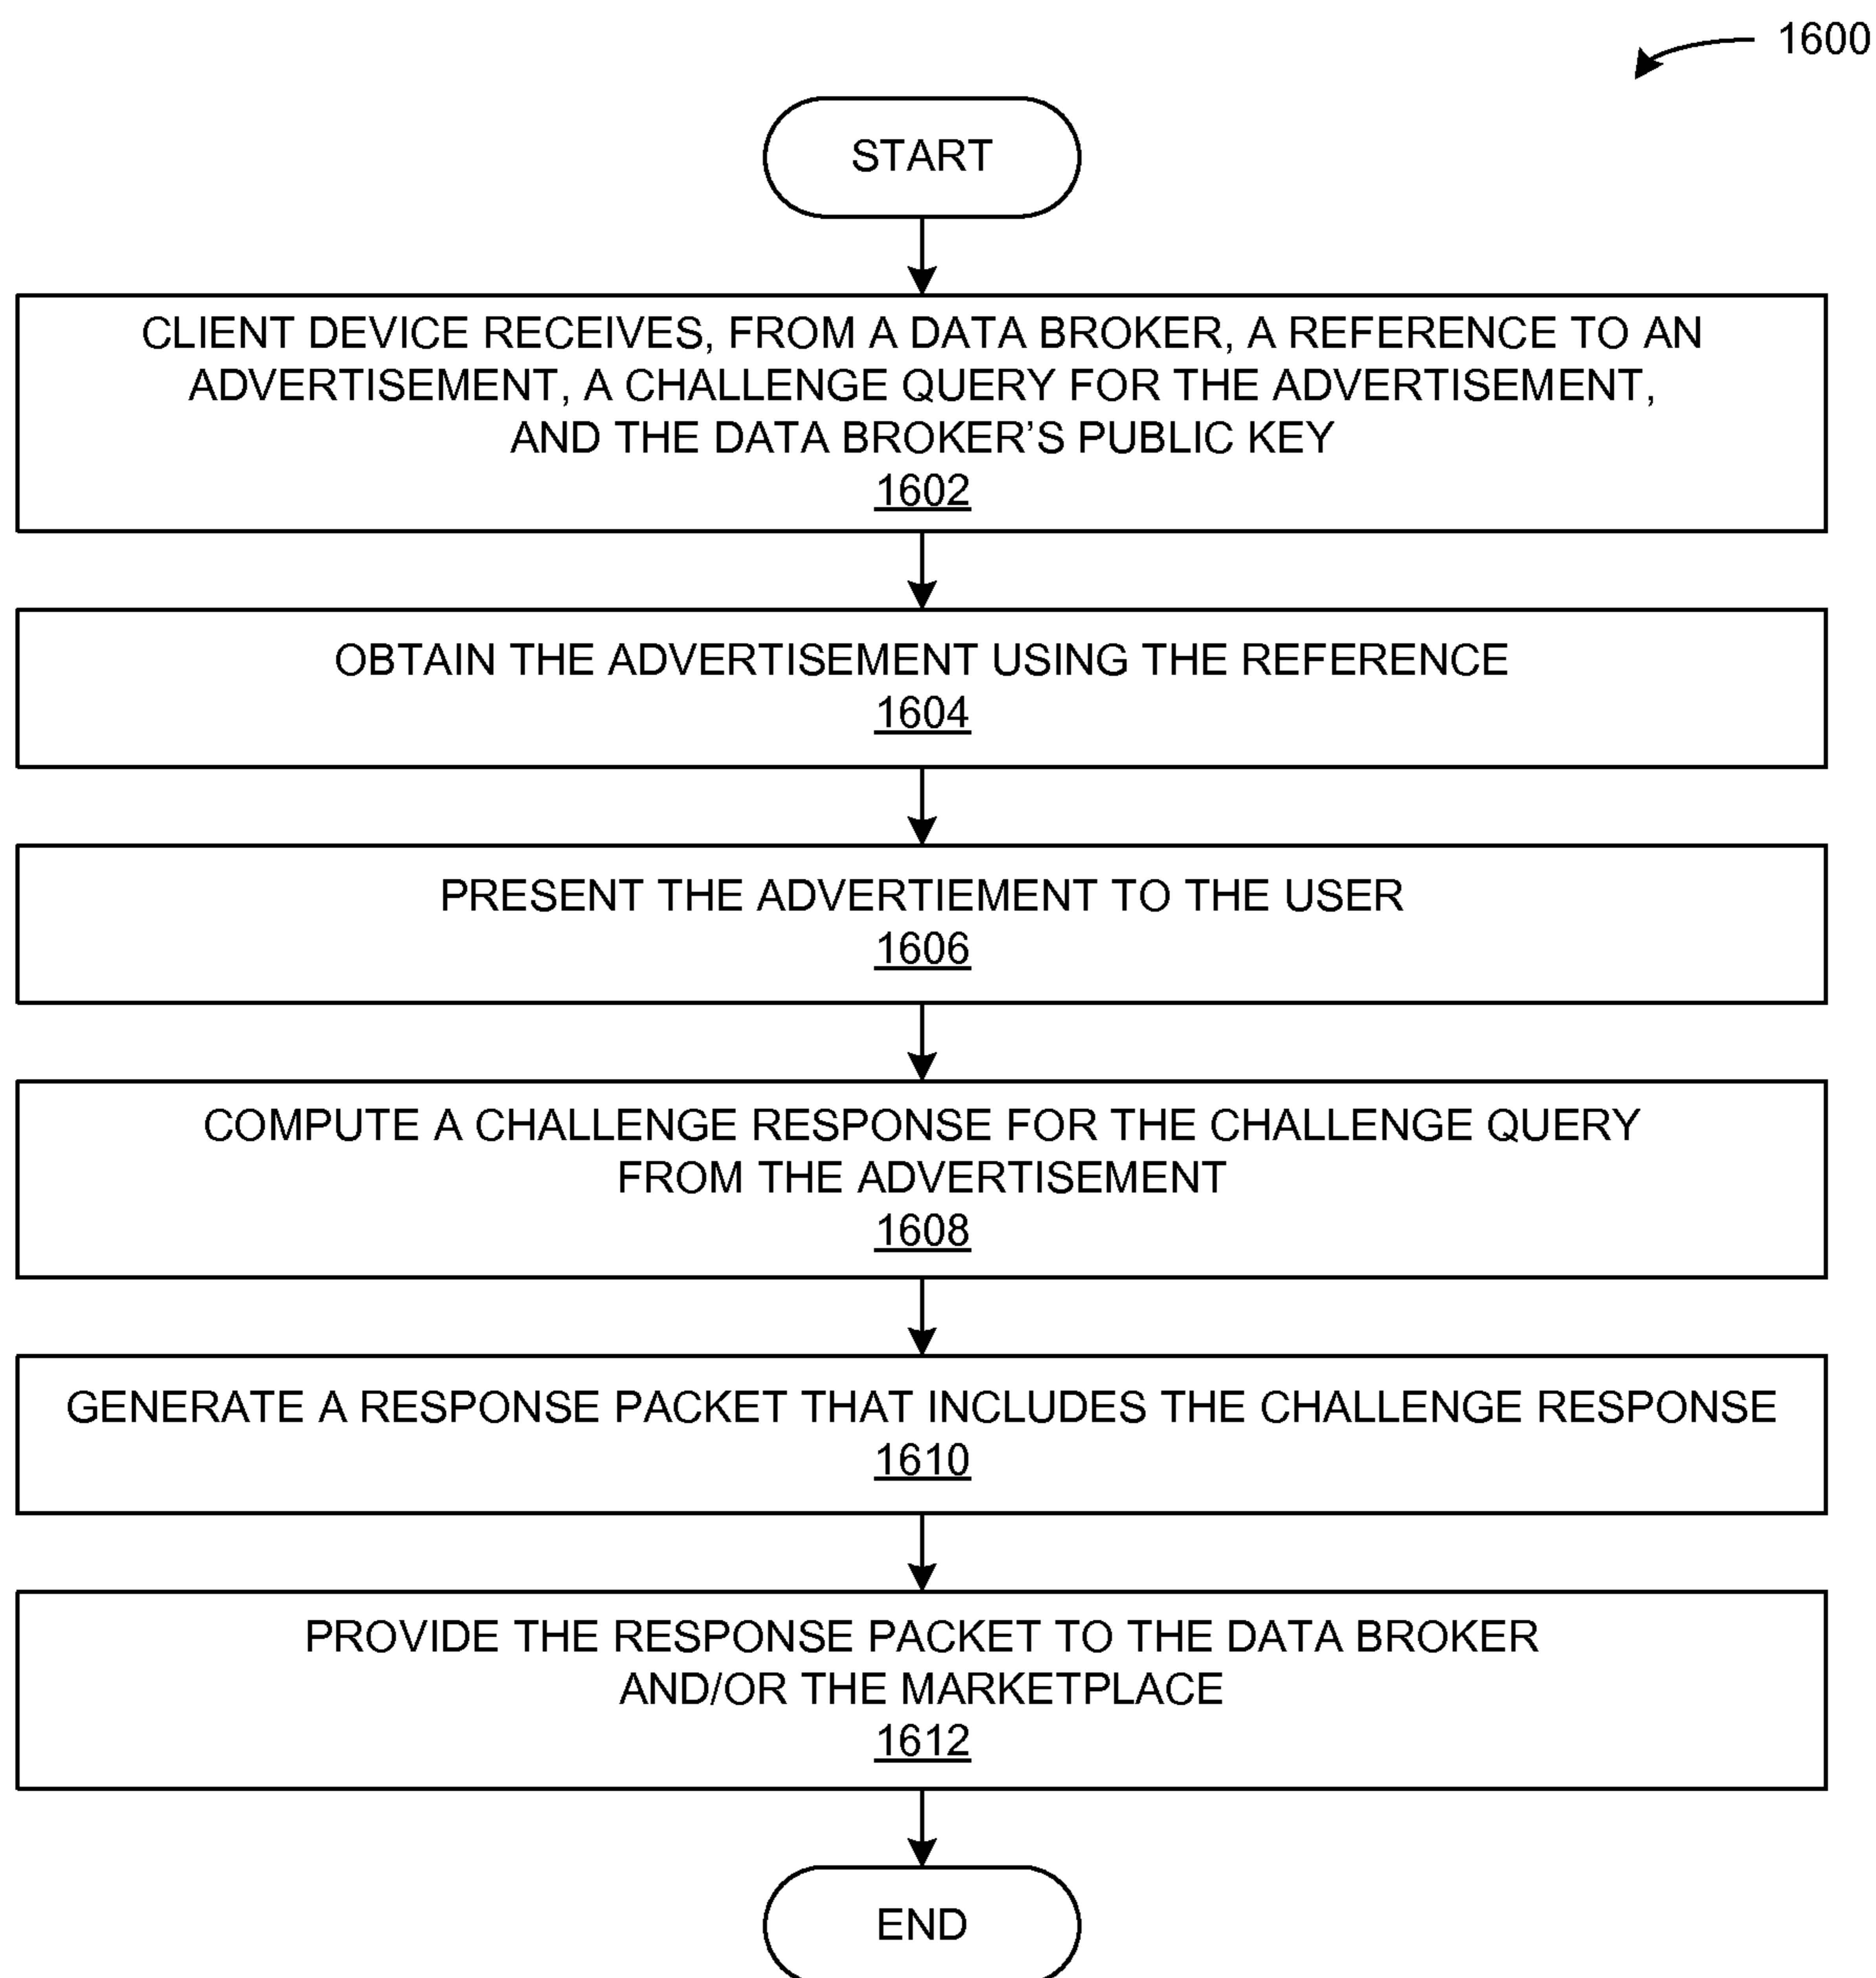 1600
START
CLIENT DEVICE RECEIVES, FROM A DATA BROKER, A REFERENCE TO AN
ADVERTISEMENT, A CHALLENGE QUERY FOR THE ADVERTISEMENT,
AND THE DATA BROKER'S PUBLIC KEY
1602
OBTAIN THE ADVERTISEMENT USING THE REFERENCE
1604
PRESENT THE ADVERTIEMENT TO THE USER
1606
COMPUTE A CHALLENGE RESPONSE FOR THE CHALLENGE QUERY
FROM THE ADVERTISEMENT
1608
GENERATE A RESPONSE PACKET THAT INCLUDES THE CHALLENGE RESPONSE
1610
PROVIDE THE RESPONSE PACKET TO THE DATA BROKER
AND/OR THE MARKETPLACE
1612
END